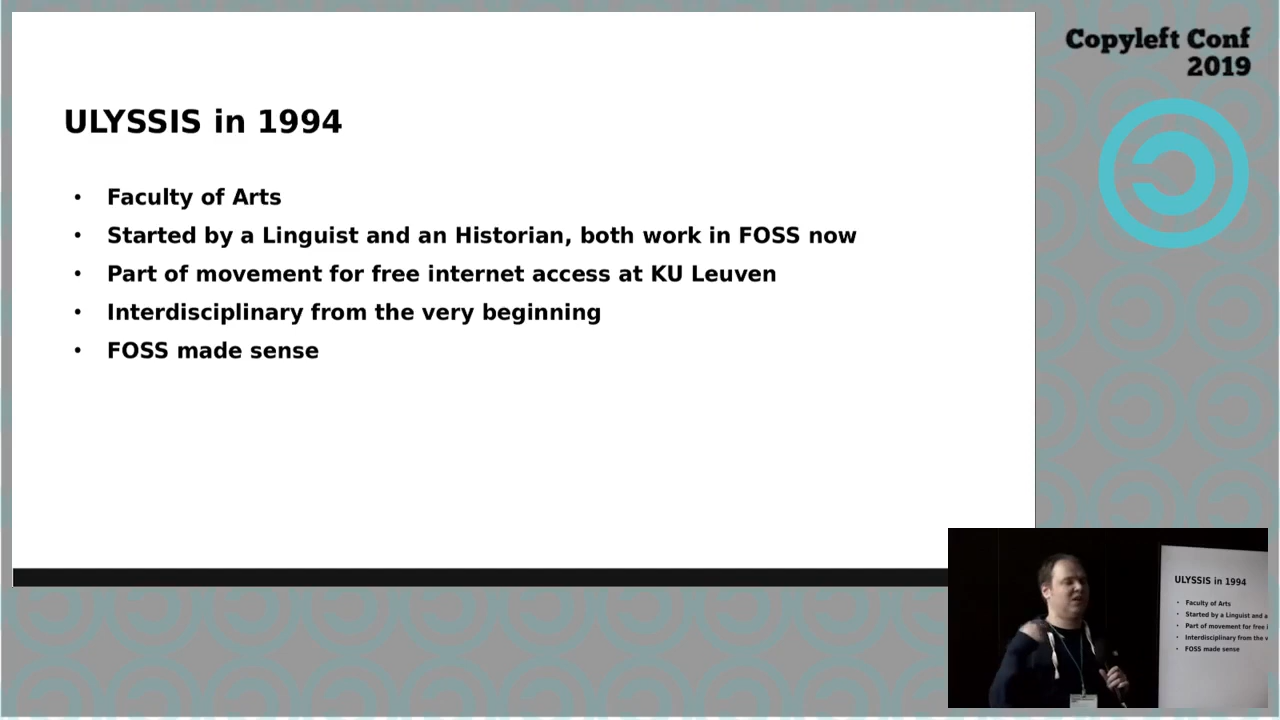 Copyleft Conf
2019
ULYSSIS in 1994
• Faculty of Arts
• Started by a Linguist and an Historian, both work in FOSS now
• Part of movement for free internet access at KU Leuven
• Interdisciplinary from the very beginning
• FOSS made sense
ULYSSIS in 1994
• Faculty of Arts
• Started by a Linguist and a
• Part of movement for free
• Interdisciplinary from the
• FOSS made sense